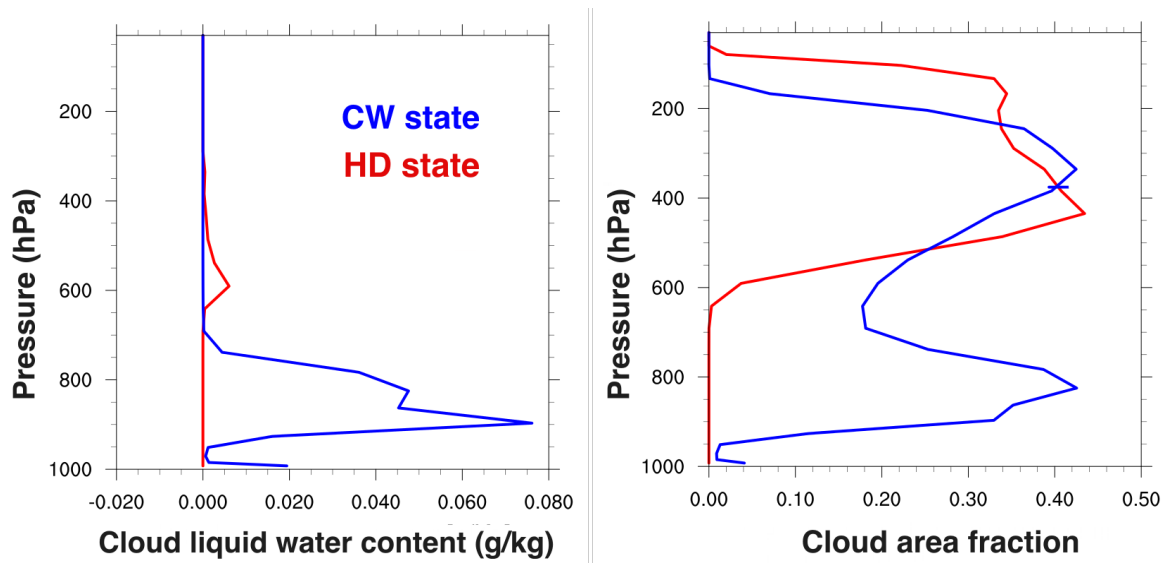 CW state
HD state
Pressure (hPa)
200
400
600
800
1000
-0.020 0.000 0.020 0.040 0.060 0.080
Cloud liquid water content (g/kg)
Pressure (hPa)
200
400
600
800
1000
0.00 0.10 0.20 0.30 0.40 0.50
Cloud area fraction